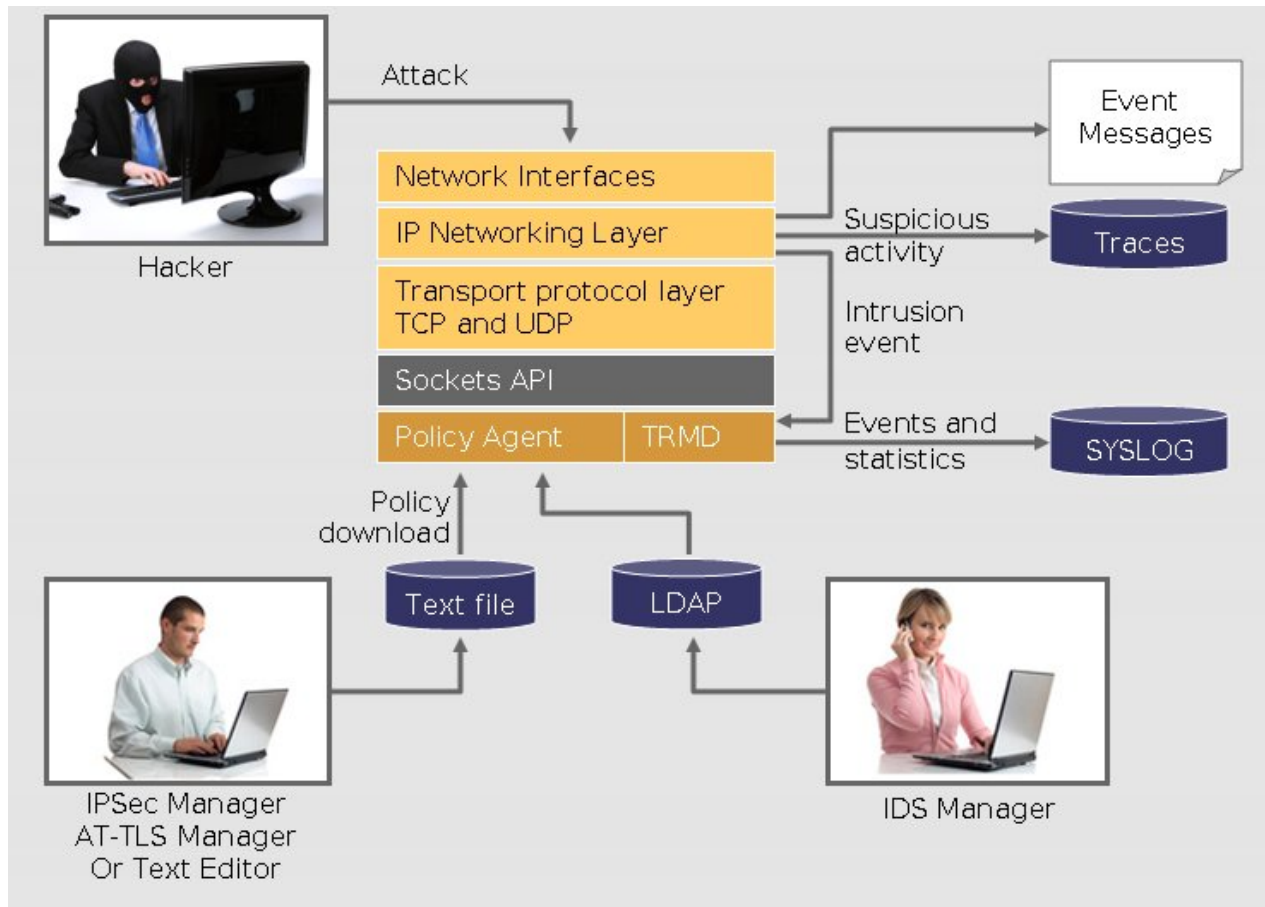 Attack
Hacker
Network Interfaces
IP Networking Layer
Transport protocol layer
TCP and UDP
Sockets API
Policy Agent
TRMD
Event
Messages
Suspicious
activity
Traces
Intrusion
event
Events and
statistics
SYSLOG
Policy
download
Text file
LDAP
IPSec Manager
AT-TLS Manager
Or Text Editor
IDS Manager